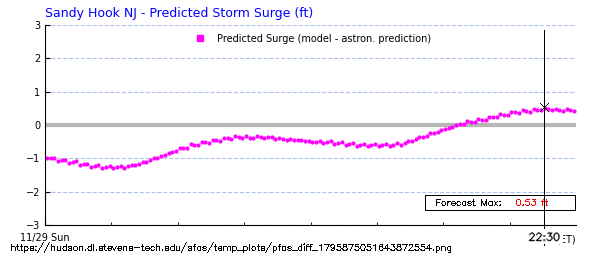 Sandy Hook NJ - Predicted Storm Surge (ft)
3
Predicted Surge (model - astron. prediction)
2
1
0
−1
−2
Forecast Max: 0.53 ft
−3
11/29 Sun 22:30 ET)
https://hudson.dl.stevens-tech.edu/sfas/temp_plots/pfas_diff_1795875051643872554.png